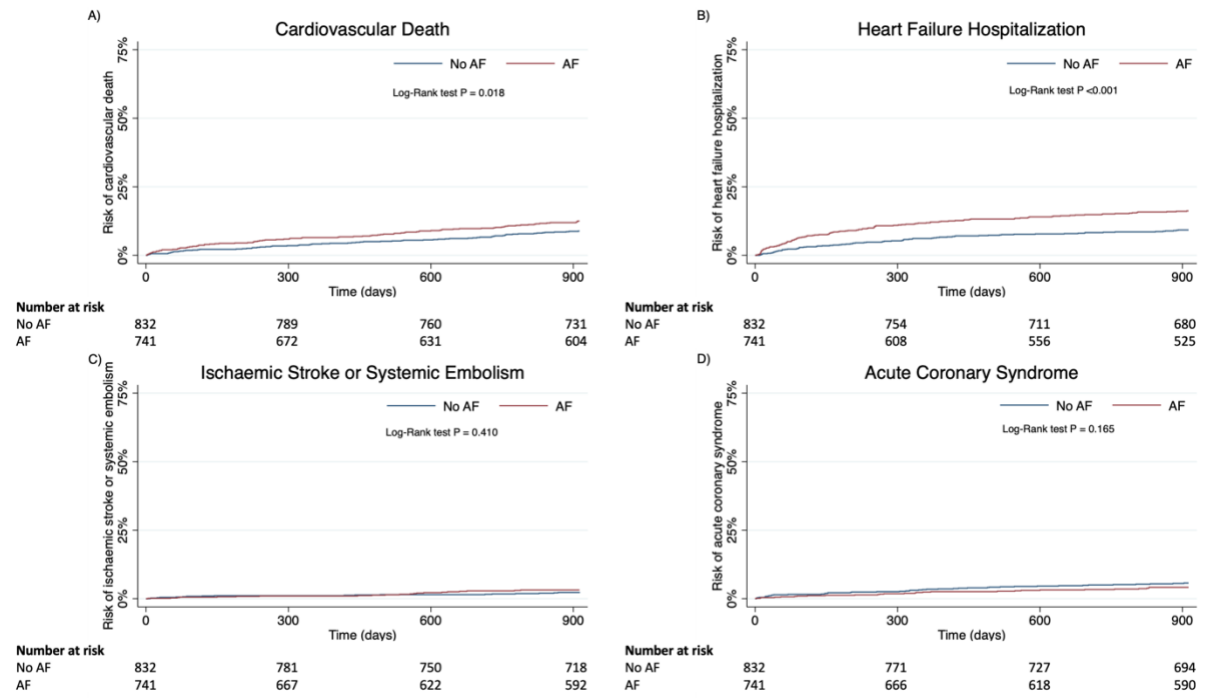 A)
Cardiovascular Death
Risk of cardiovascular death
75%
50%
25%
0%
No AF
AF
Log-Rank test P = 0.018
0 300 600 900
Time (days)
Number at risk
No AF 832 789 760 731
AF 741 672 631 604
B)
Heart Failure Hospitalization
Risk of heart failure hospitalization
75%
50%
25%
0%
No AF
AF
Log-Rank test P <0.001
0 300 600 900
Time (days)
Number at risk
No AF 832 754 711 680
AF 741 608 556 525
C)
Ischaemic Stroke or Systemic Embolism
Risk of ischaemic stroke or systemic embolism
75%
50%
25%
0%
No AF
AF
Log-Rank test P = 0.410
0 300 600 900
Time (days)
Number at risk
No AF 832 781 750 718
AF 741 667 622 592
D)
Acute Coronary Syndrome
Risk of acute coronary syndrome
75%
50%
25%
0%
No AF
AF
Log-Rank test P = 0.165
0 300 600 900
Time (days)
Number at risk
No AF 832 771 727 694
AF 741 666 618 590